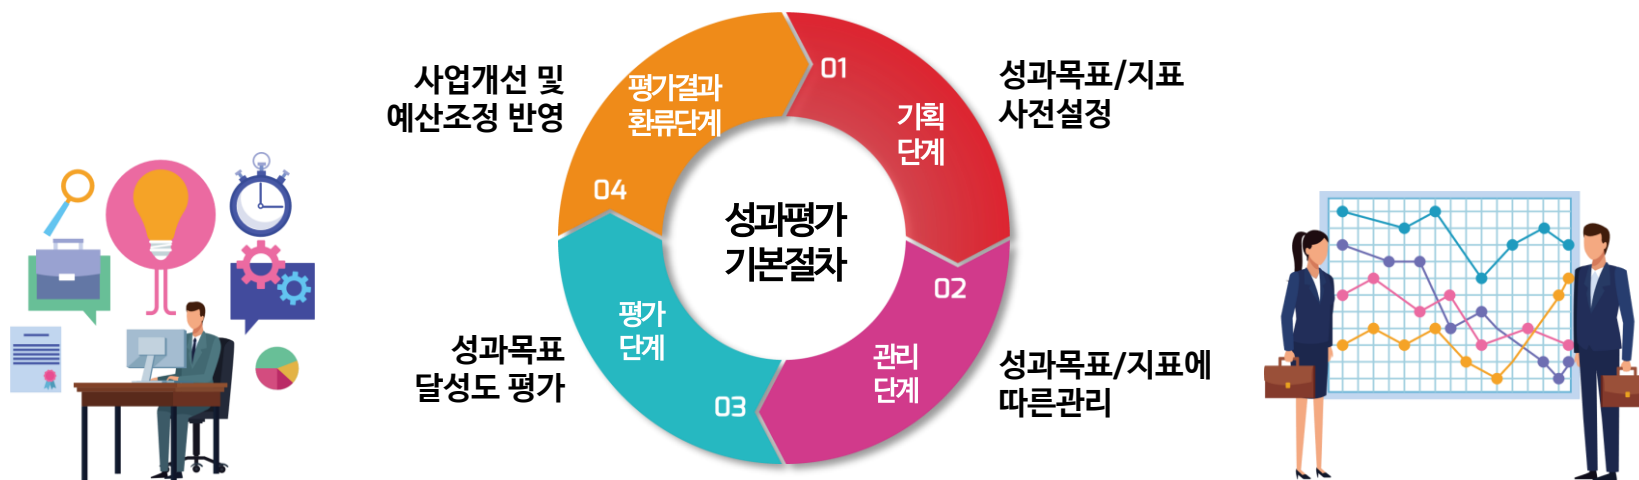 성과평가
기본절차
01
기획
단계
성과목표/지표
사전설정
02
관리
단계
성과목표/지표에
따른관리
03
평가
단계
성과목표
달성도 평가
04
평가결과
환류단계
사업개선 및
예산조정 반영